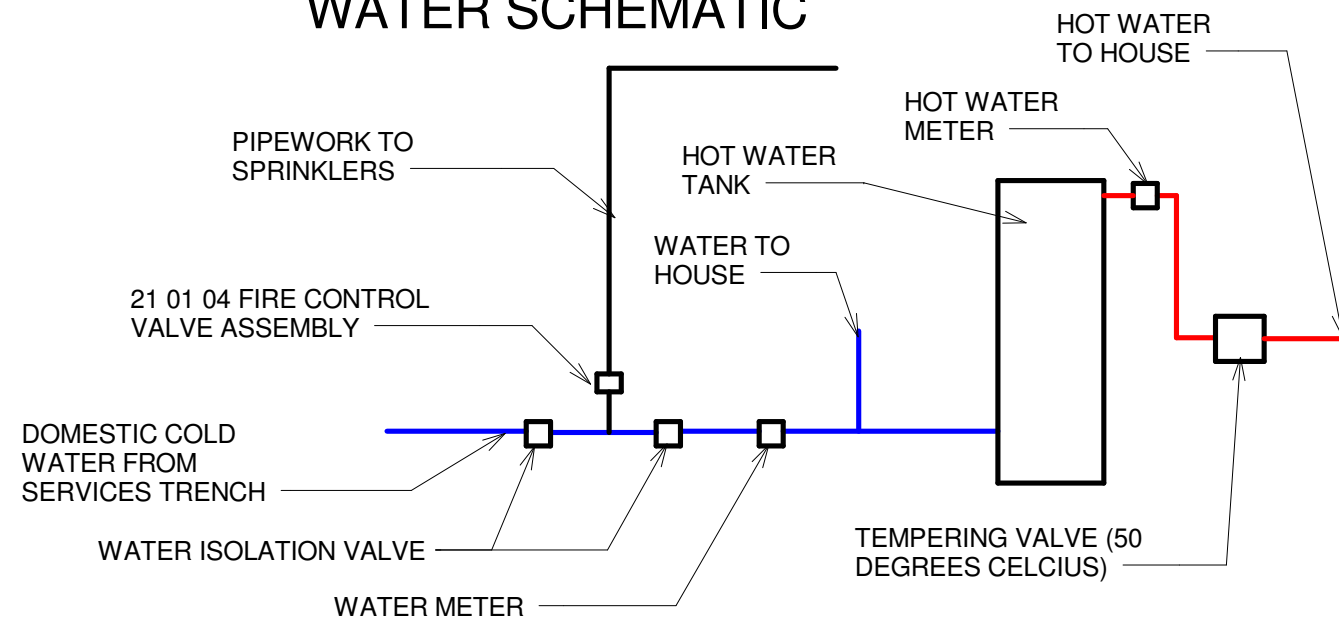 WATER SCHEMATIC
HOT WATER
TO HOUSE
HOT WATER
METER
PIPEWORK TO
SPRINKLERS
HOT WATER
TANK
WATER TO
HOUSE
21 01 04 FIRE CONTROL
VALVE ASSEMBLY
DOMESTIC COLD
WATER FROM
SERVICES TRENCH
WATER ISOLATION VALVE
TEMPERING VALVE (50
DEGREES CELCIUS)
WATER METER